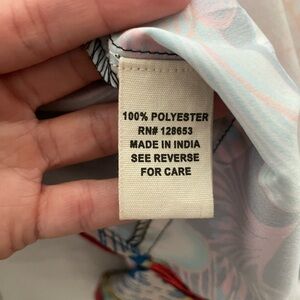 100% POLYESTER
RN# 128653
MADE IN INDIA
SEE REVERSE
FOR CARE